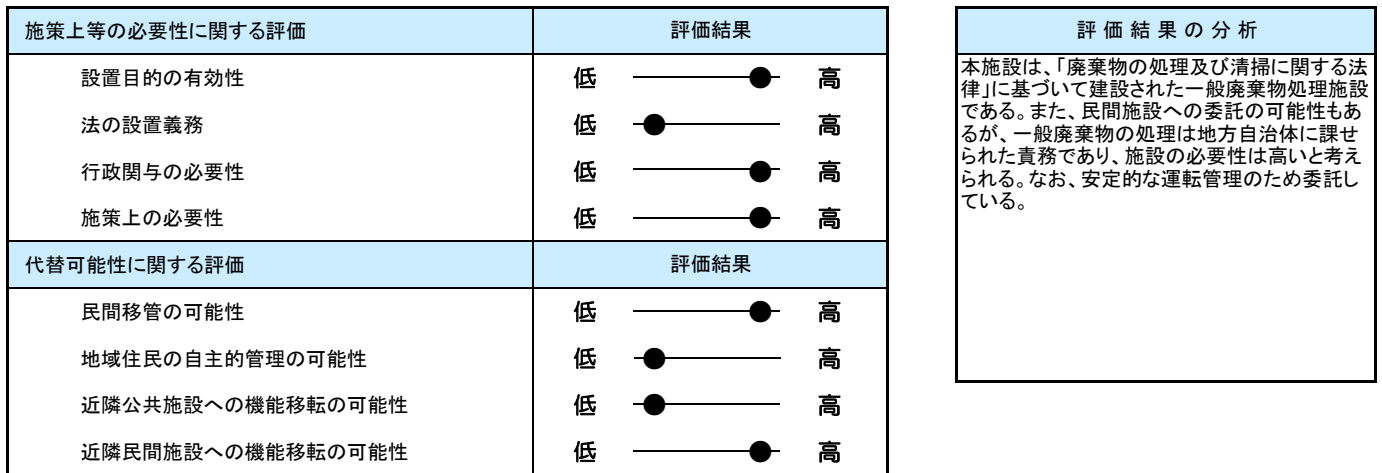 施策上等の必要性に関する評価 評価結果
設置目的の有効性 低 高
法の設置義務 低 高
行政関与の必要性 低 高
施策上の必要性 低 高
代替可能性に関する評価 評価結果
民間移管の可能性 低 高
地域住民の自主的管理の可能性 低 高
近隣公共施設への機能移転の可能性 低 高
近隣民間施設への機能移転の可能性 低 高
評価結果の分析
本施設は、「廃棄物の処理及び清掃に関する法
律」に基づいて建設された一般廃棄物処理施設
である。また、民間施設への委託の可能性もあ
るが、一般廃棄物の処理は地方自治体に課せ
られた責務であり、施設の必要性は高いと考え
られる。なお、安定的な運転管理のため委託し
ている。